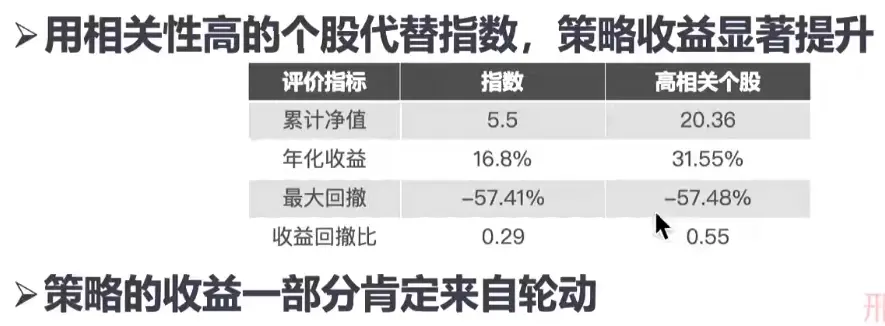 ➢用相关性高的个股代替指数，策略收益显著提升
评价指标 指数 高相关个股
累计净值 5.5 20.36
年化收益 16.8% 31.55%
最大回撤 –57.41% –57.48%
收益回撤比 0.29 0.55
➢策略的收益一部分肯定来自轮动